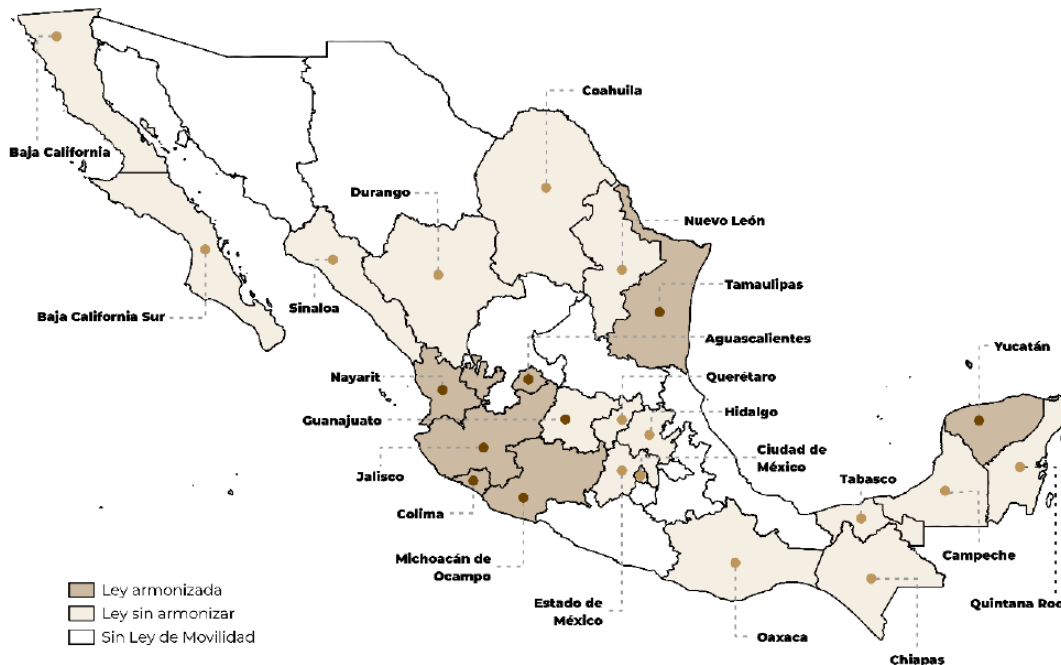 Coahuila
Baja California
Durango
Nuevo León
Tamaulipas
Baja California Sur
Sinaloa
Aguascalientes
Yucatán
Nayarit
Querétaro
Guanajuato
Hidalgo
Ciudad de
México
Jalisco
Tabasco
Colima
Michoacán de
Ocampo
Campeche
Estado de
México
Quintana Roo
Oaxaca
Chiapas
Ley armonizada
Ley sin armonizar
Sin Ley de Movilidad